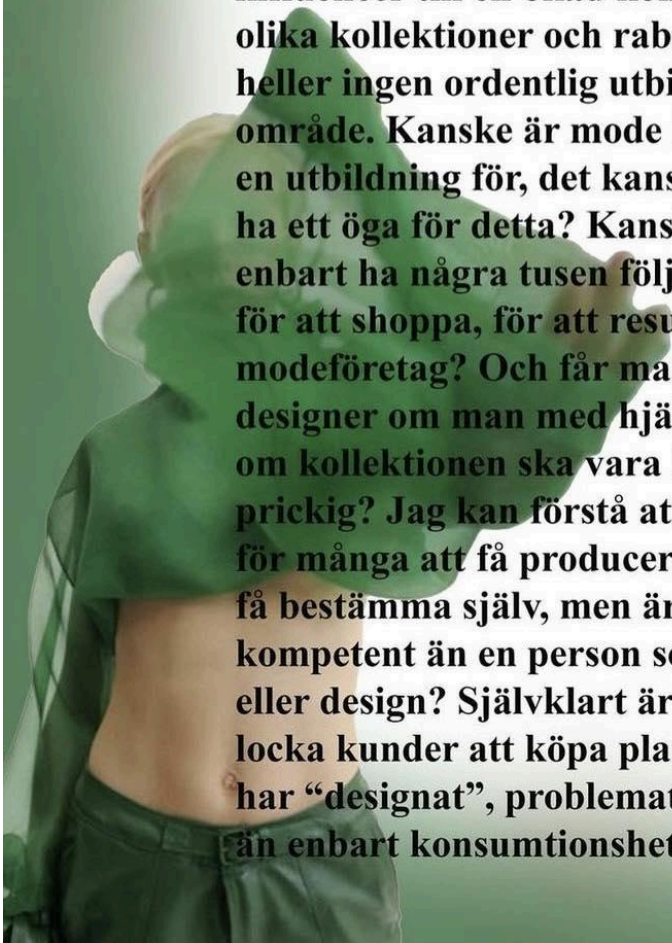 olika kollektioner och rab
heller ingen ordentlig utbi
område. Kanske är mode
en utbildning för, det kans
ha ett öga för detta? Kans
enbart ha några tusen följ
för att shoppa, för att resu
modeföretag? Och får ma
designer om man med hjä
om kollektionen ska vara
prickig? Jag kan förstå at
för många att få producer
få bestämma själv, men är
kompetent än en person so
eller design? Självklart är
locka kunder att köpa pla
har “designat”, problemat
än enbart konsumtionshet